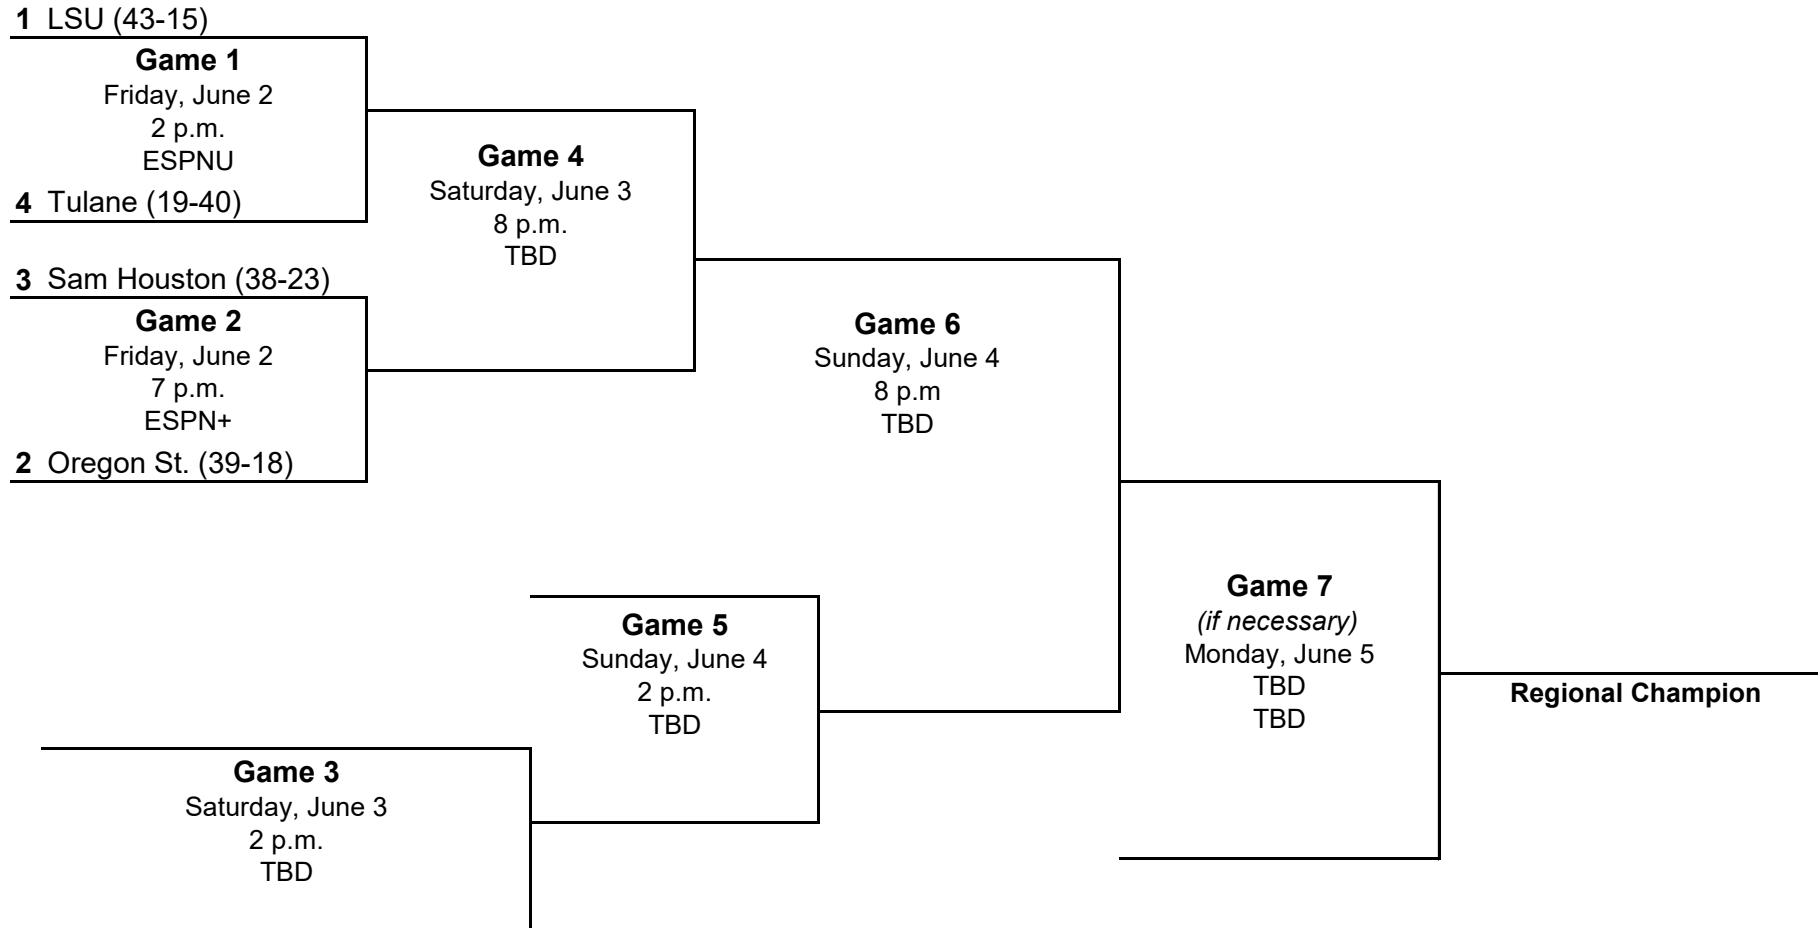 1 LSU (43-15)
Game 1
Friday, June 2
2 p.m.
ESPNU
4 Tulane (19-40)
3 Sam Houston (38-23)
Game 2
Friday, June 2
7 p.m.
ESPN+
2 Oregon St. (39-18)
Game 4
Saturday, June 3
8 p.m.
TBD
Game 6
Sunday, June 4
8 p.m
TBD
Game 5
Sunday, June 4
2 p.m.
TBD
Game 3
Saturday, June 3
2 p.m.
TBD
Game 7
(if necessary)
Monday, June 5
TBD
TBD
Regional Champion